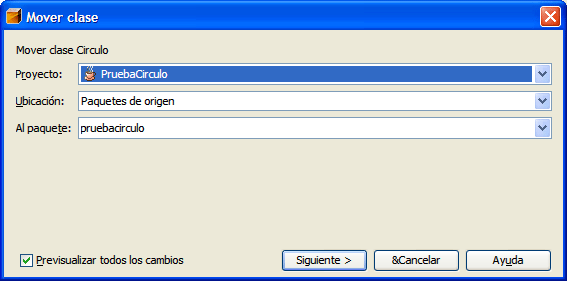 Mover clase
Mover clase Circulo
Proyecto: PruebaCirculo
Ubicación: Paquetes de origen
Al paquete: pruebacirculo
Previsualizar todos los cambios Siguiente > &Cancelar Ayuda